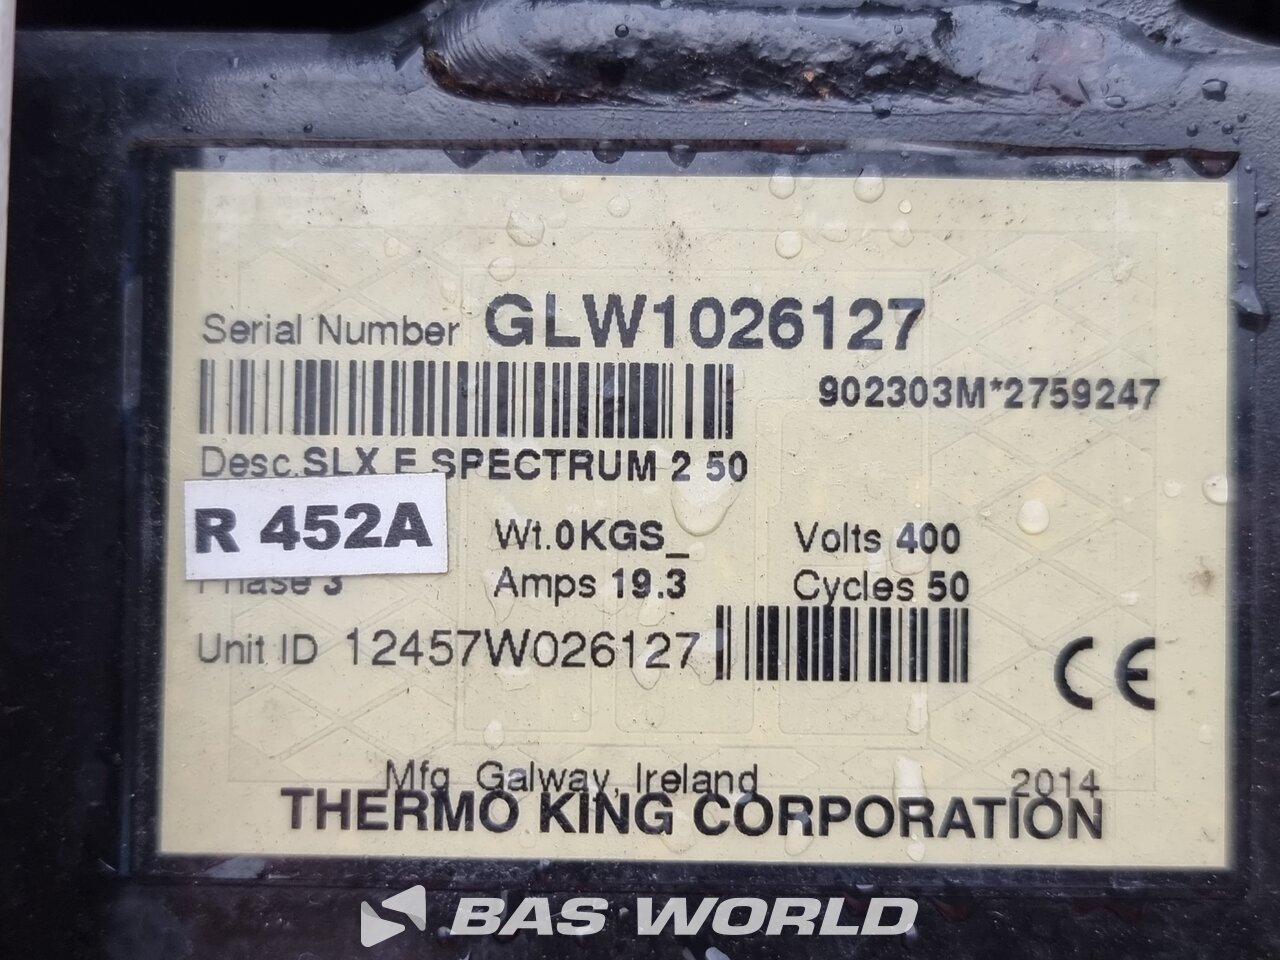 Serial Number GLW1026127
902303M*2759247
Desc.SLX E SPECTRUM 2 50
R 452A
Wt.0KGS_ Volts 400
Phase 3 Amps 19.3 Cycles 50
Unit ID 12457W026127
CE
Mfg Galway, Ireland 2014
THERMO KING CORPORATION
BAS WORLD